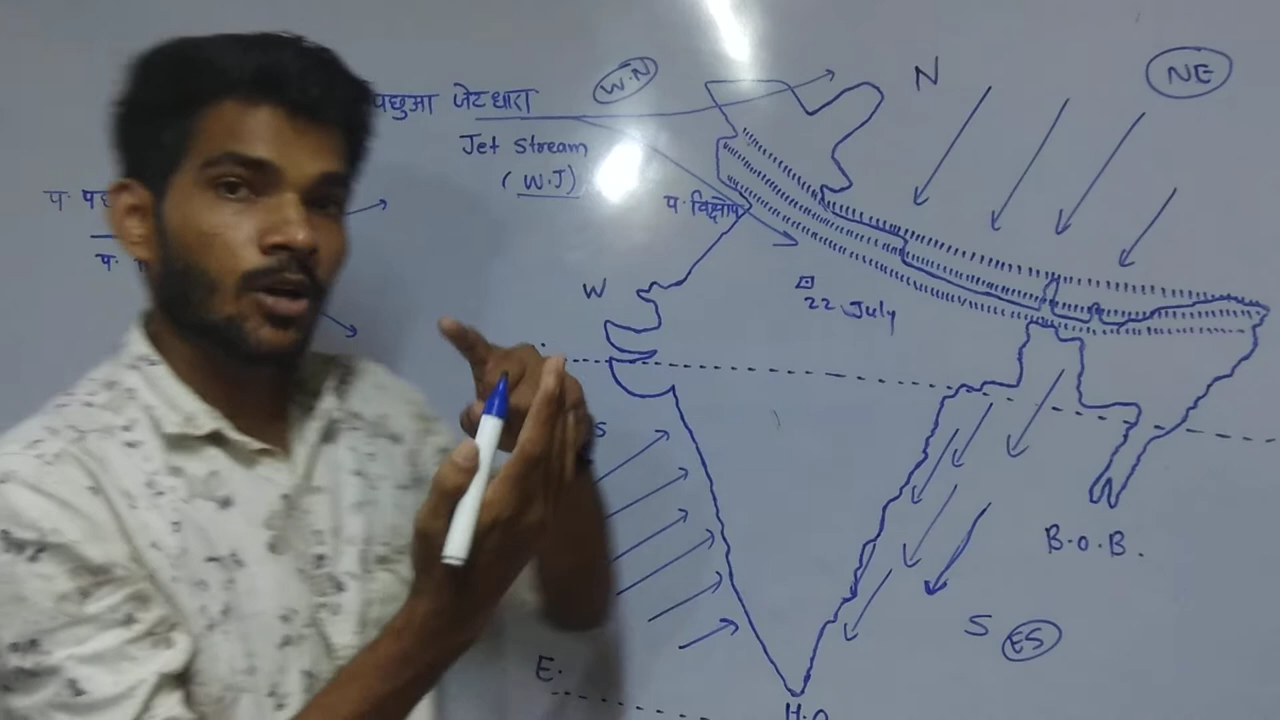 पछुआ जेटधारा
W.N
N
NE
Jet Stream
(W.J)
प.
प. विक्षोप
W
22 July
S
B.O.B.
S
ES
E.
H.O